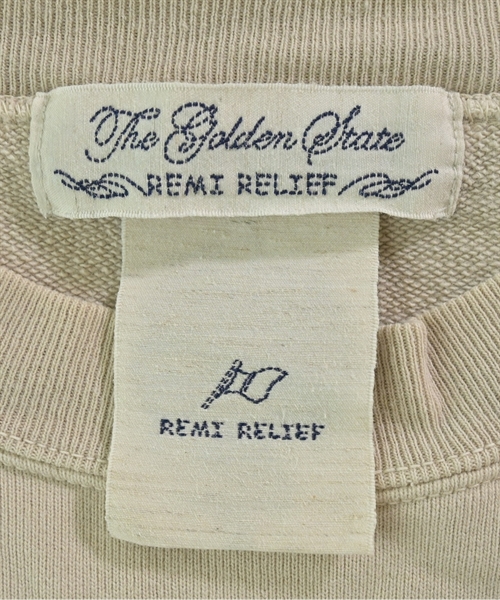 The Golden State
REMI RELIEF
REMI RELIEF